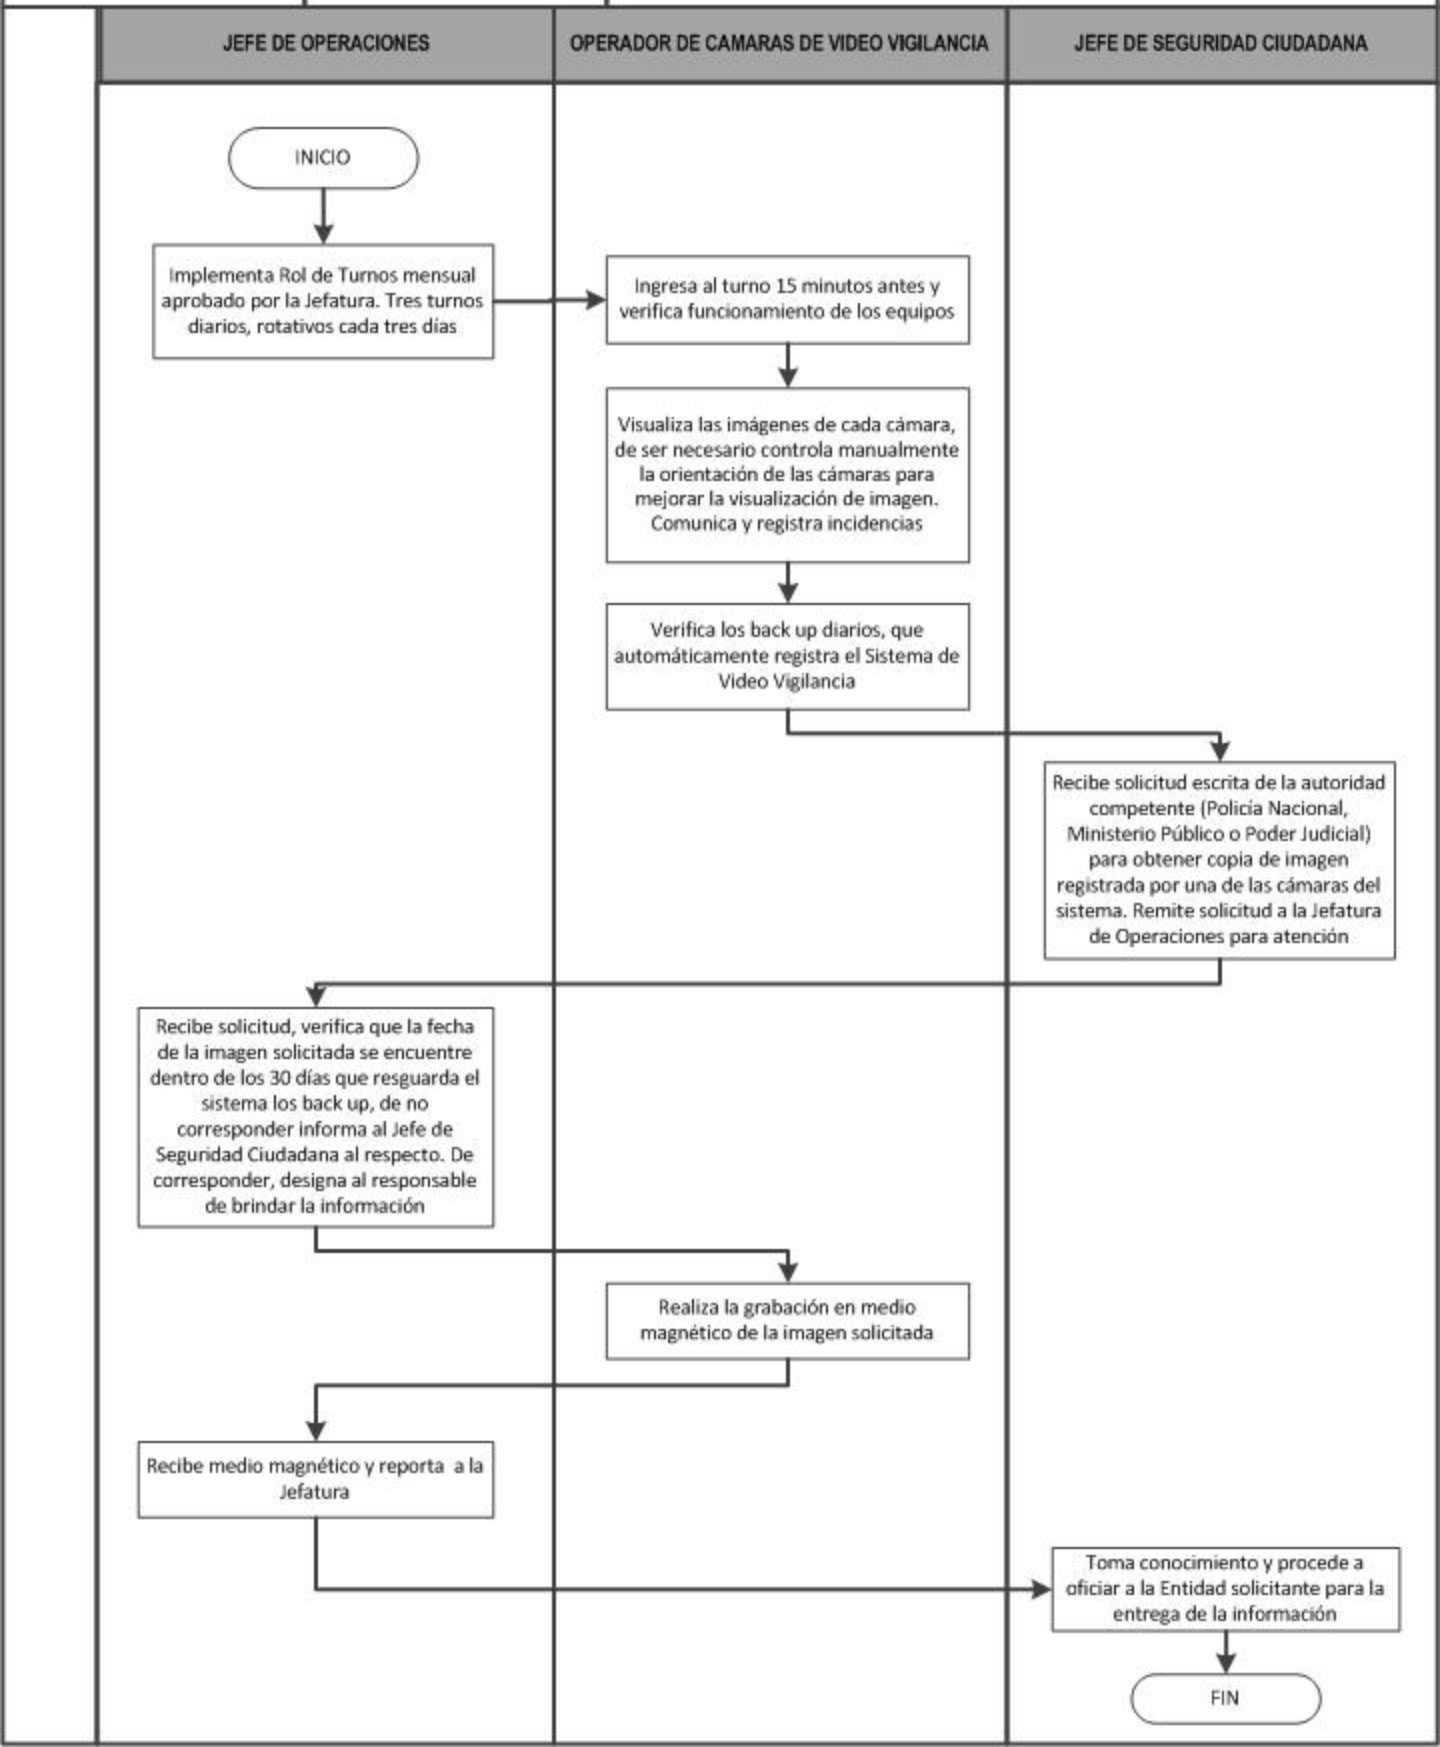 JEFE DE OPERACIONES
OPERADOR DE CAMARAS DE VIDEO VIGILANCIA
JEFE DE SEGURIDAD CIUDADANA
INICIO
Implementa Rol de Turnos mensual
aprobado por la Jefatura. Tres turnos
diarios, rotativos cada tres días
Ingresa al turno 15 minutos antes y
verifica funcionamiento de los equipos
Visualiza las imágenes de cada cámara,
de ser necesario controla manualmente
la orientación de las cámaras para
mejorar la visualización de imagen.
Comunica y registra incidencias
Verifica los back up diarios, que
automáticamente registra el Sistema de
Video Vigilancia
Recibe solicitud escrita de la autoridad
competente (Policía Nacional,
Ministerio Público o Poder Judicial)
para obtener copia de imagen
registrada por una de las cámaras del
sistema. Remite solicitud a la Jefatura
de Operaciones para atención
Recibe solicitud, verifica que la fecha
de la imagen solicitada se encuentre
dentro de los 30 días que resguarda el
sistema los back up, de no
corresponder informa al Jefe de
Seguridad Ciudadana al respecto. De
corresponder, designa al responsable
de brindar la información
Realiza la grabación en medio
magnético de la imagen solicitada
Recibe medio magnético y reporta a la
Jefatura
Toma conocimiento y procede a
oficiar a la Entidad solicitante para la
entrega de la información
FIN